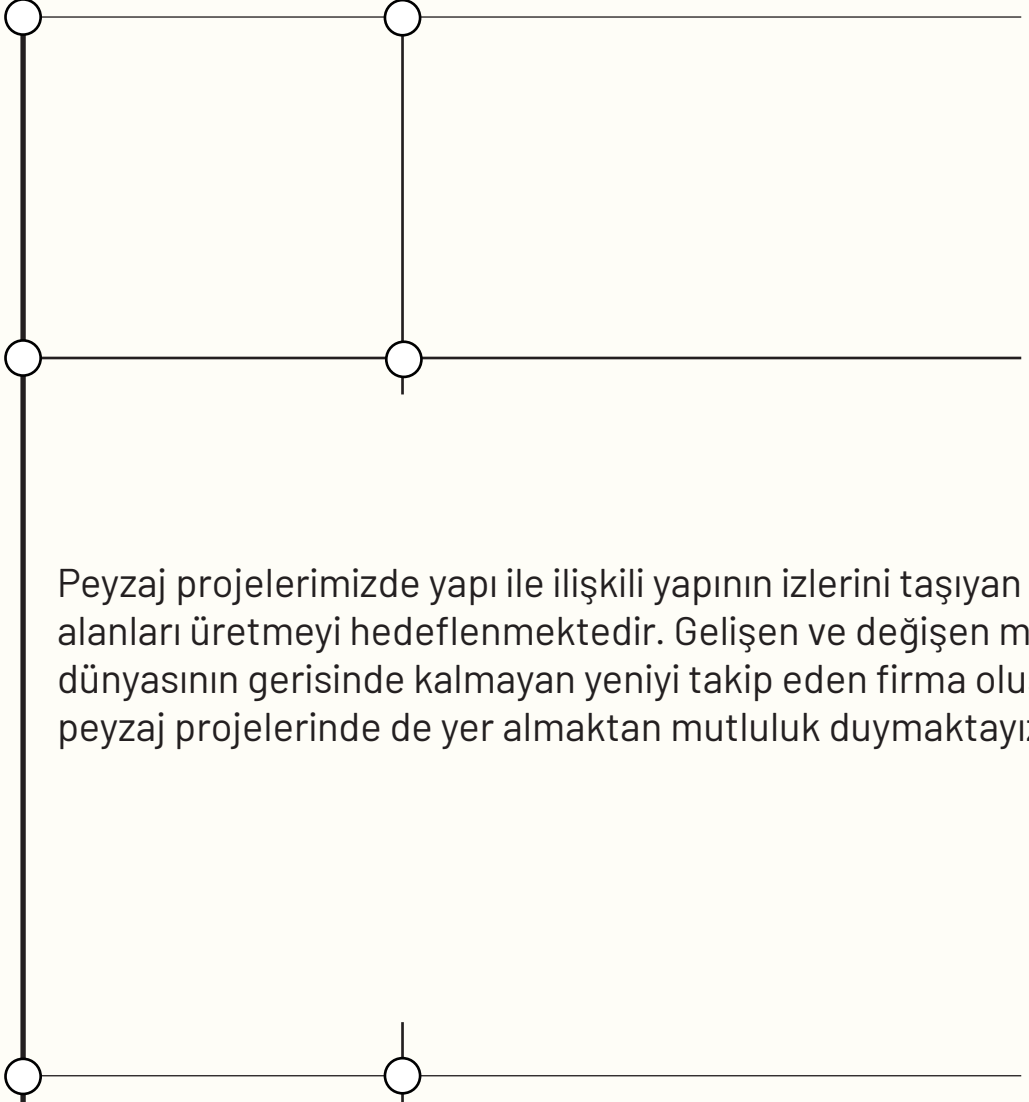 Peyzaj projelerimizde yapı ile ilişkili yapının izlerini taşıyan
alanları üretmeyi hedeflenmektedir. Gelişen ve değişen
dünyasının gerisinde kalmayan yeniyi takip eden firma
peyzaj projelerinde de yer almaktan mutluluk